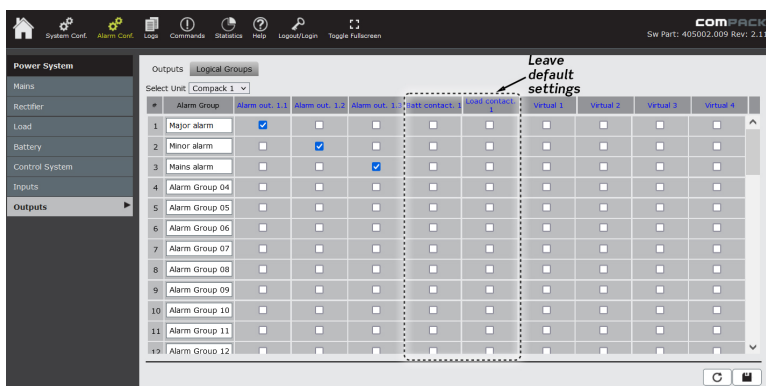 COMPACK
System Conf. Alarm Conf. Logs Commands Statistics Help Logout/Login Toggle Fullscreen
Sw Part: 405002.009 Rev: 2.11
Power System
Mains
Rectifier
Load
Battery
Control System
Inputs
Outputs
Outputs Logical Groups
Leave
default
settings
Select Unit Compack 1
# Alarm Group Alarm out. 1.1 Alarm out. 1.2 Alarm out. 1.3 Batt contact. 1 Load contact. 1 Virtual 1 Virtual 2 Virtual 3 Virtual 4
1 Major alarm
2 Minor alarm
3 Mains alarm
4 Alarm Group 04
5 Alarm Group 05
6 Alarm Group 06
7 Alarm Group 07
8 Alarm Group 08
9 Alarm Group 09
10 Alarm Group 10
11 Alarm Group 11
12 Alarm Group 12